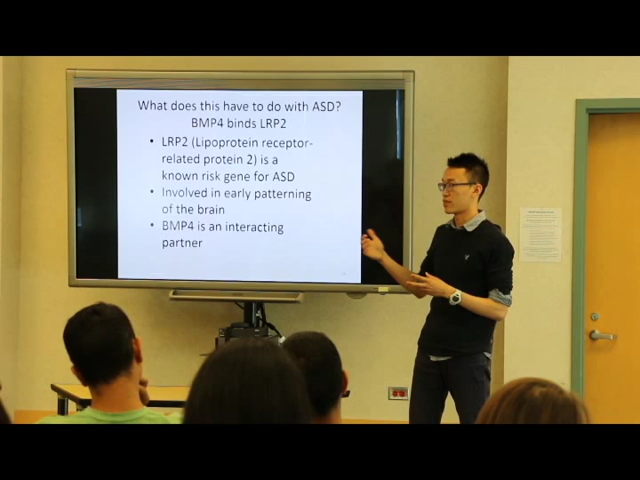 What does this have to do with ASD?
BMP4 binds LRP2
• LRP2 (Lipoprotein receptor-
related protein 2) is a
known risk gene for ASD
• Involved in early patterning
of the brain
• BMP4 is an interacting
partner